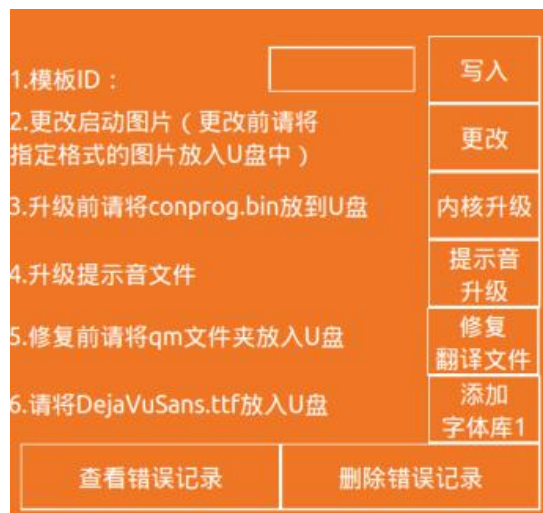 1.模板ID：
写入
2.更改启动图片（更改前请将
指定格式的图片放入U盘中）
更改
3.升级前请将conprog.bin放到U盘
内核升级
4.升级提示音文件
提示音
升级
5.修复前请将qm文件夹放入U盘
修复
翻译文件
6.请将DejaVuSans.ttf放入U盘
添加
字体库1
查看错误记录
删除错误记录